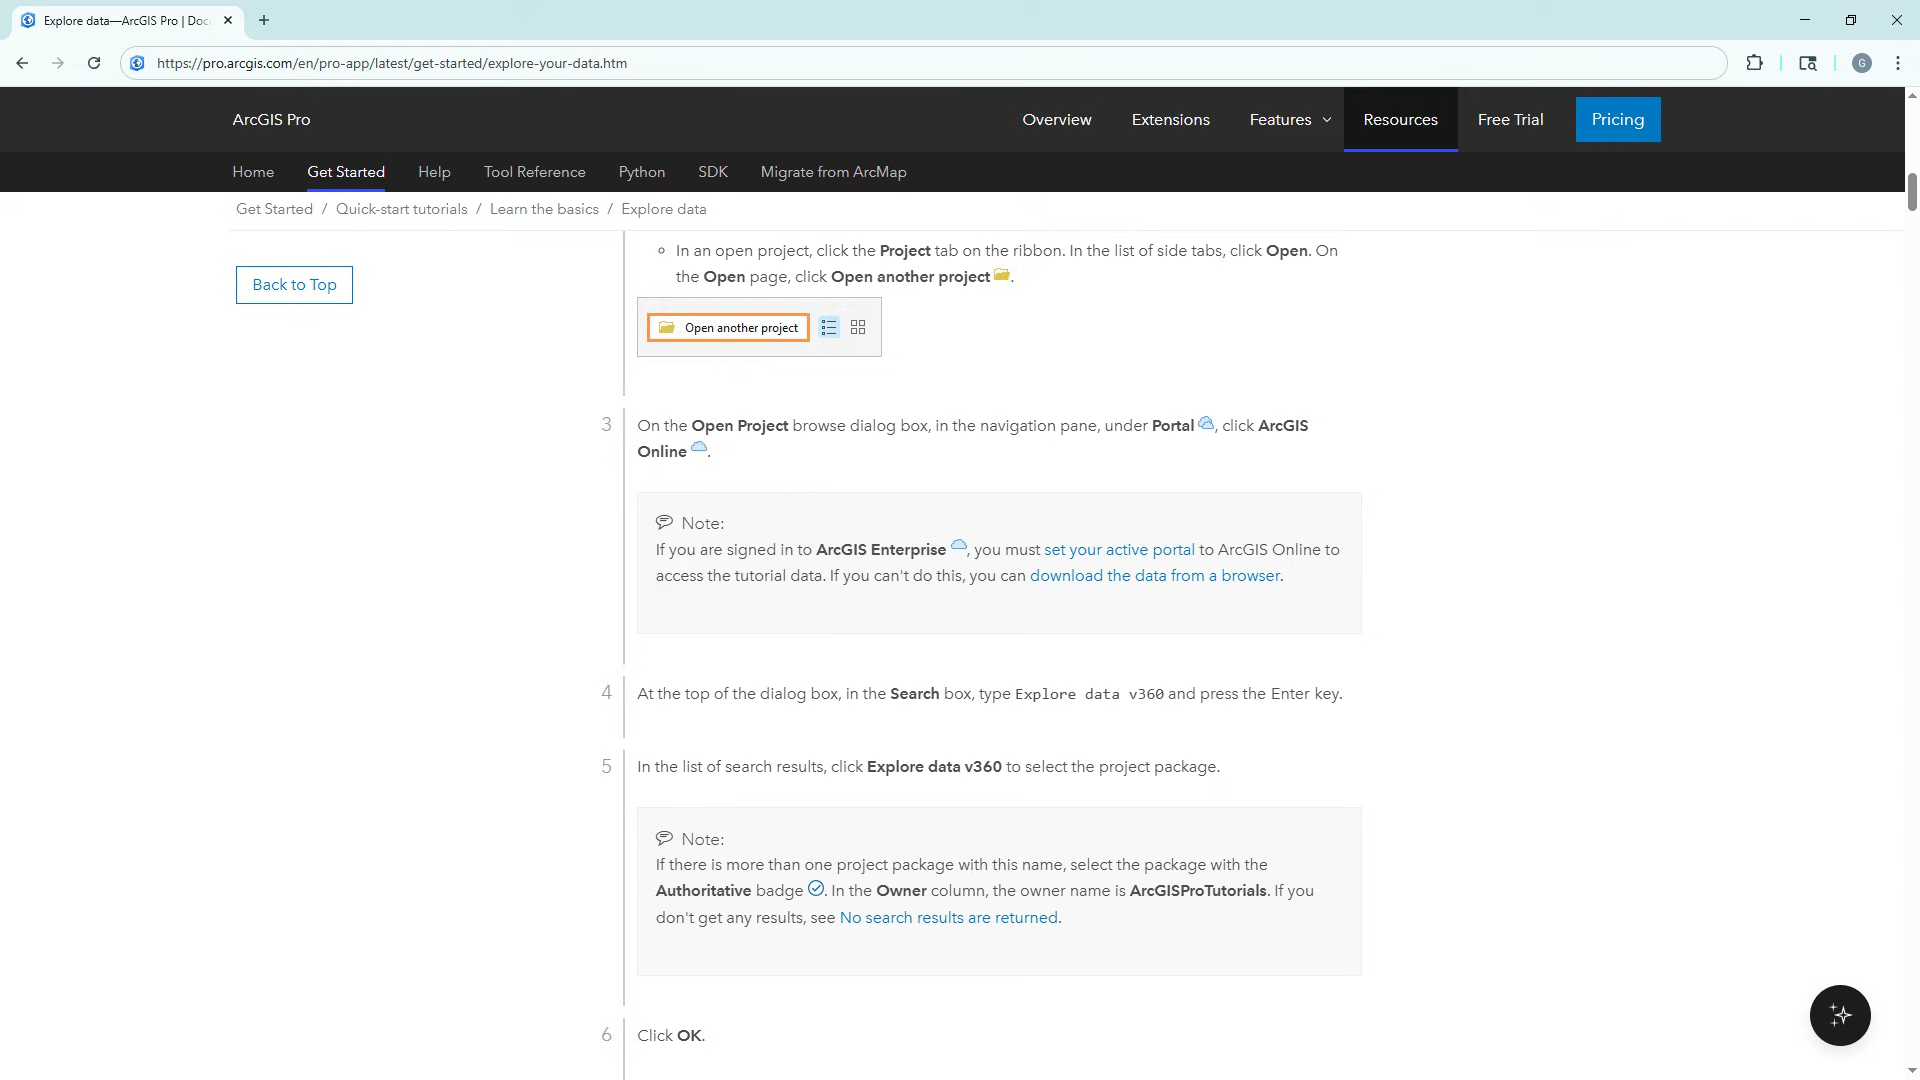 Explore data—ArcGIS Pro | Doc
https://pro.arcgis.com/en/pro-app/latest/get-started/explore-your-data.htm
G
ArcGIS Pro
Overview
Extensions
Features
Resources
Free Trial
Pricing
Home
Get Started
Help
Tool Reference
Python
SDK
Migrate from ArcMap
Get Started / Quick-start tutorials / Learn the basics / Explore data
Back to Top
In an open project, click the Project tab on the ribbon. In the list of side tabs, click Open. On
the Open page, click Open another project .
Open another project
3
On the Open Project browse dialog box, in the navigation pane, under Portal , click ArcGIS
Online .
Note:
If you are signed in to ArcGIS Enterprise , you must set your active portal to ArcGIS Online to
access the tutorial data. If you can't do this, you can download the data from a browser.
4
At the top of the dialog box, in the Search box, type Explore data v360 and press the Enter key.
5
In the list of search results, click Explore data v360 to select the project package.
Note:
If there is more than one project package with this name, select the package with the
Authoritative badge . In the Owner column, the owner name is ArcGISProTutorials. If you
don't get any results, see No search results are returned.
6
Click OK.